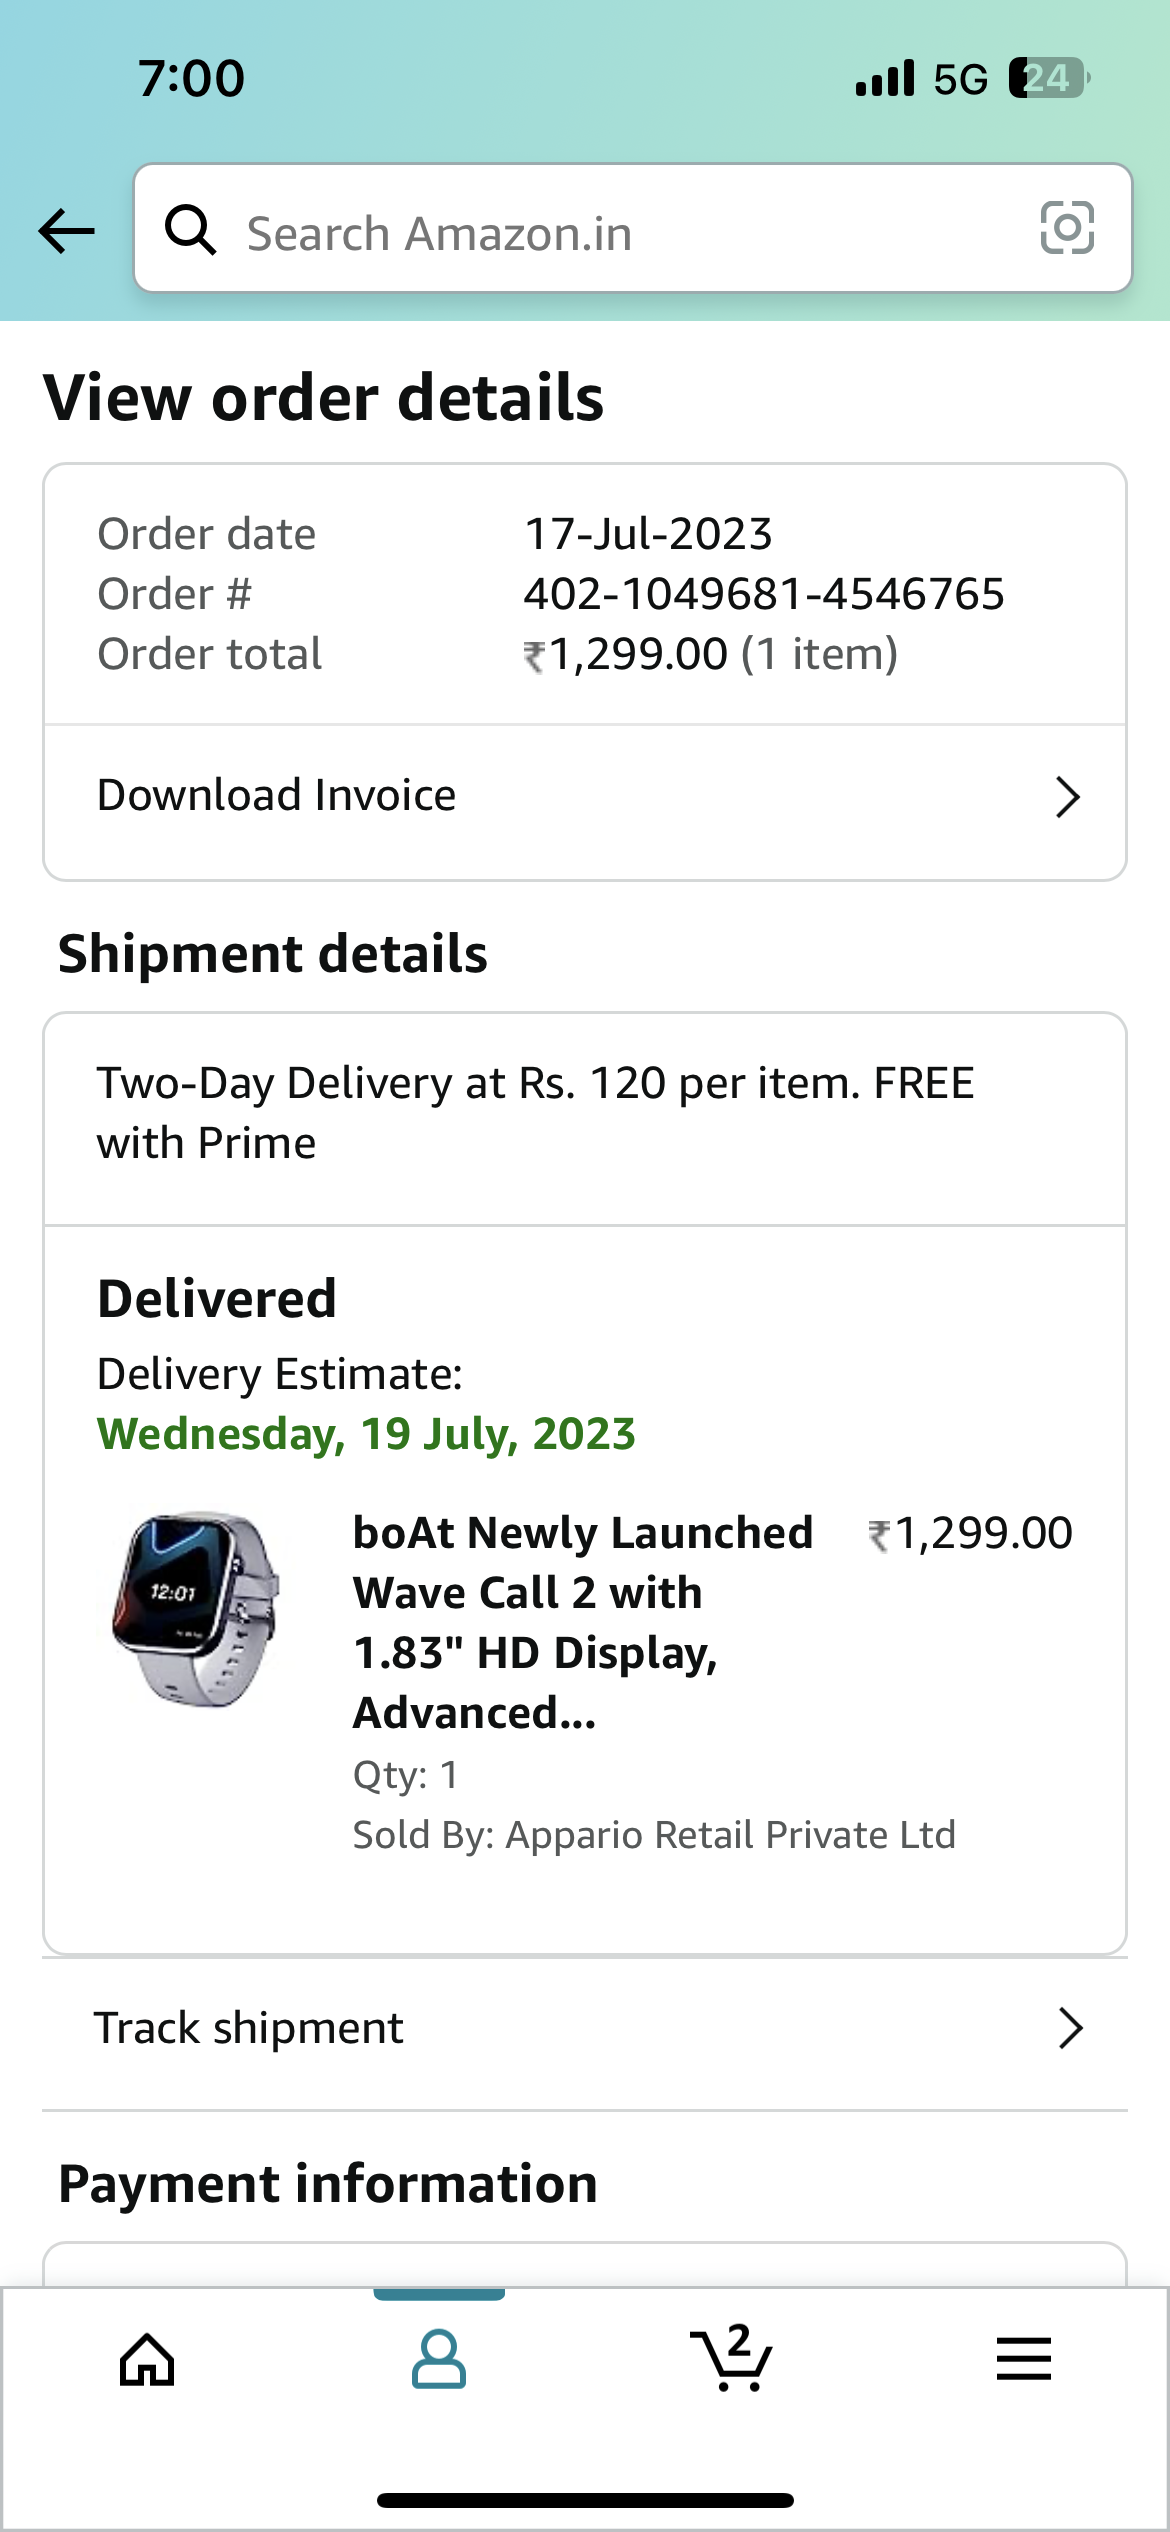 7:00 5G 24
Search Amazon.in
View order details
Order date 17-Jul-2023
Order # 402-1049681-4546765
Order total ₹1,299.00 (1 item)
Download Invoice
Shipment details
Two-Day Delivery at Rs. 120 per item. FREE
with Prime
Delivered
Delivery Estimate:
Wednesday, 19 July, 2023
12:01
boAt Newly Launched ₹1,299.00
Wave Call 2 with
1.83" HD Display,
Advanced...
Qty: 1
Sold By: Appario Retail Private Ltd
Track shipment
Payment information
2